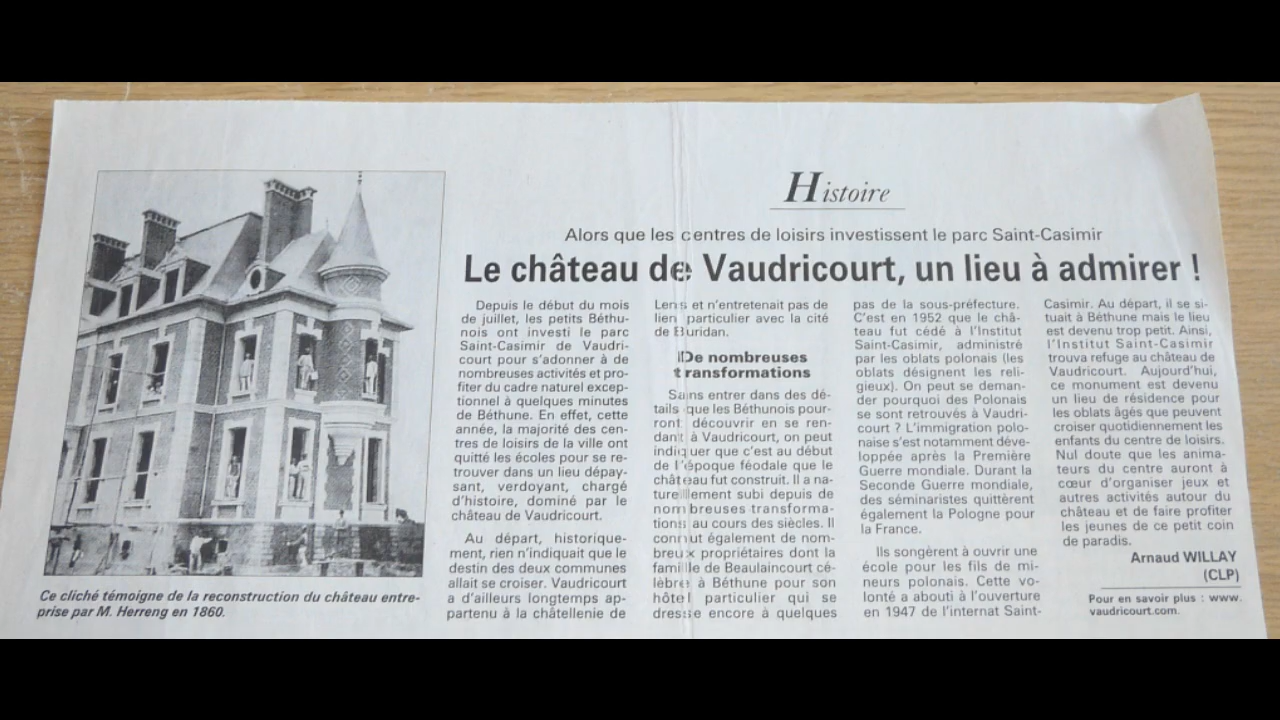 Histoire
Alors que les centres de loisirs investissent le parc Saint-Casimir
Le château de Vaudricourt, un lieu à admirer !
Depuis le début du mois
de juillet, les petits Béthu-
nois ont investi le parc
Saint-Casimir de Vaudri-
court pour s'adonner à de
nombreuses activités et pro-
fiter du cadre naturel excep-
tionnel à quelques minutes
de Béthune. En effet, cette
année, la majorité des cen-
tres de loisirs de la ville ont
quitté les écoles pour se re-
trouver dans un lieu dépay-
sant, verdoyant, chargé
d'histoire, dominé par le
château de Vaudricourt.
Au départ, historique-
ment, rien n'indiquait que le
destin des deux communes
allait se croiser. Vaudricourt
a d'ailleurs longtemps ap-
partenu à la châtellenie de
Lens et n'entretenait pas de
lien particulier avec la cité
de Buridan.
De nombreuses
transformations
Sans entrer dans des dé-
tails que les Béthunois pour-
ront découvrir en se ren-
dant à Vaudricourt, on peut
indiquer que c'est au début
de l'époque féodale que le
château fut construit. Il a na-
turellement subi depuis de
nombreuses transforma-
tions au cours des siècles. Il
connut également de nom-
breux propriétaires dont la
famille de Beaulaincourt cé-
lèbre à Béthune pour son
hôtel particulier qui se
dresse encore à quelques
pas de la sous-préfecture.
C'est en 1952 que le châ-
teau fut cédé à l'Institut
Saint-Casimir, administré
par les oblats polonais (les
oblats désignent les reli-
gieux). On peut se deman-
der pourquoi des Polonais
se sont retrouvés à Vaudri-
court ? L'immigration polo-
naise s'est notamment déve-
loppée après la Première
Guerre mondiale. Durant la
Seconde Guerre mondiale,
des séminaristes quittèrent
également la Pologne pour
la France.
Ils songèrent à ouvrir une
école pour les fils de mi-
neurs polonais. Cette vo-
lonté a abouti à l'ouverture
en 1947 de l'internat Saint-
Casimir. Au départ, il se si-
tuait à Béthune mais le lieu
est devenu trop petit. Ainsi,
l'Institut Saint-Casimir
trouva refuge au château de
Vaudricourt. Aujourd'hui,
ce monument est devenu
un lieu de résidence pour
les oblats âgés que peuvent
croiser quotidiennement les
enfants du centre de loisirs.
Nul doute que les anima-
teurs du centre auront à
cœur d'organiser jeux et
autres activités autour du
château et de faire profiter
les jeunes de ce petit coin
de paradis.
Arnaud WILLAY
(CLP)
Pour en savoir plus : www.
vaudricourt.com.
Ce cliché témoigne de la reconstruction du château entre-
prise par M. Herreng en 1860.